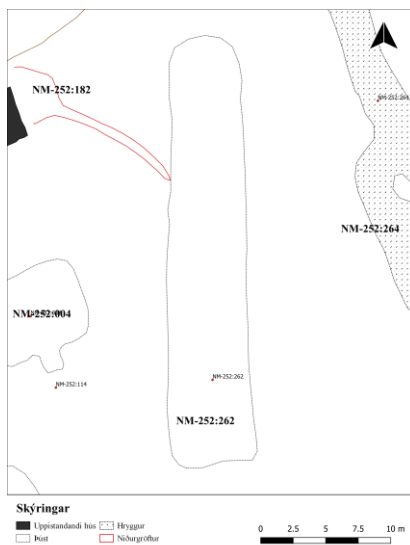 NM-252:182
NM-252:264
NM-252:264
NM-252:004
NM-252:114
NM-252:262
NM-252:262
Skýringar
Uppistandandi hús Hryggur
Þúst Niðurgröftur
0 2.5 5 7.5 10 m